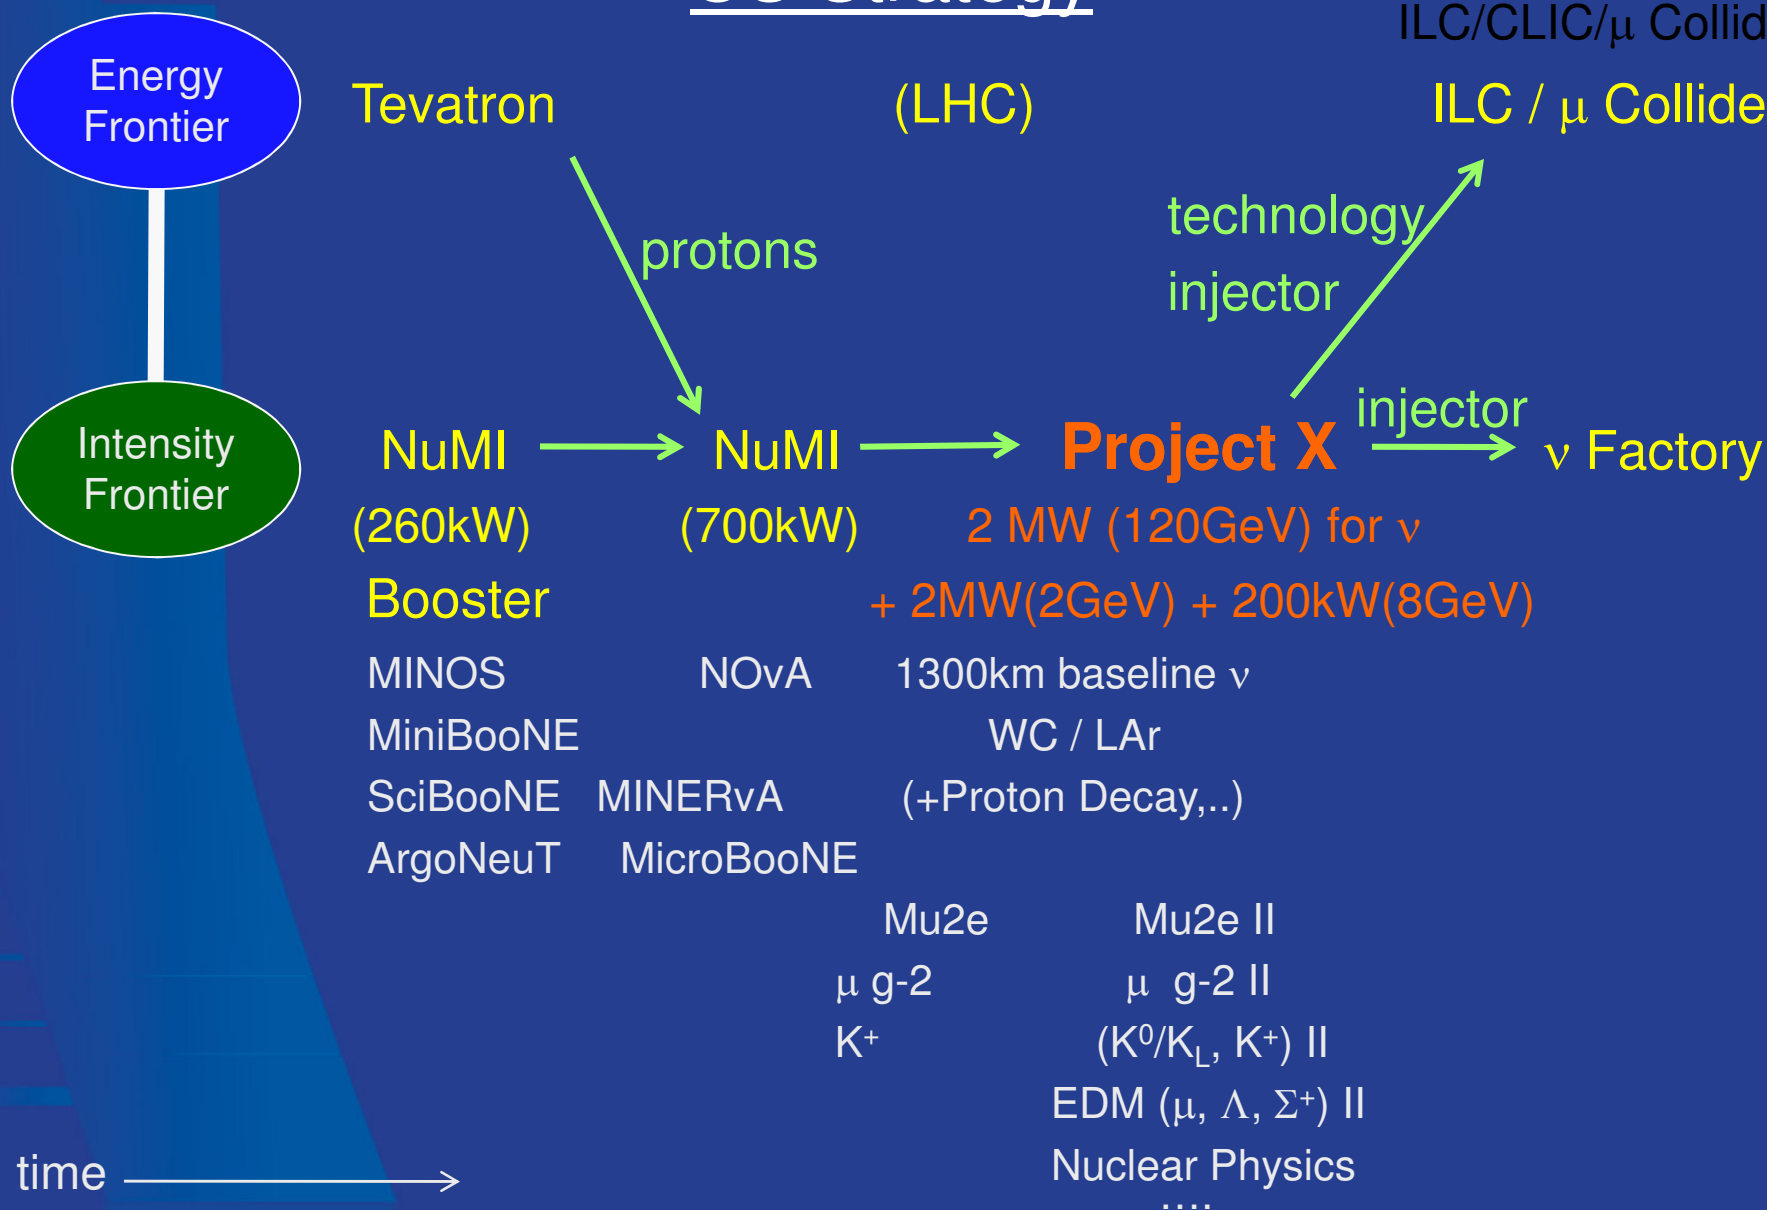 Strategy
ILC/CLIC/μ Collid
Energy
Frontier
Tevatron (LHC) ILC / μ Collide
technology
protons
injector
Intensity
Frontier
injector
NuMI NuMI Project X ν Factory
(260kW) (700kW) 2 MW (120GeV) for ν
Booster + 2MW(2GeV) + 200kW(8GeV)
MINOS NOvA 1300km baseline ν
MiniBooNE WC / LAr
SciBooNE MINERvA (+Proton Decay,..)
ArgoNeuT MicroBooNE
Mu2e Mu2e II
μ g-2 μ g-2 II
K⁺ (K⁰/K_L, K⁺) II
EDM (μ, Λ, Σ⁺) II
Nuclear Physics
....
time